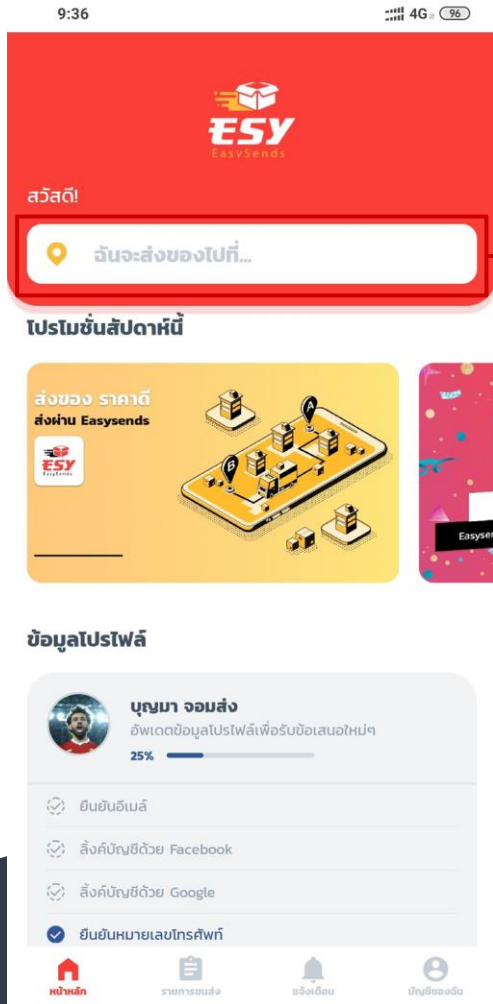 9:36
4G 96
ESY
EasySends
สวัสดี!
ฉันจะส่งของไปที่...
โปรโมชั่นสัปดาห์นี้
ส่งของ ราคาดี
ส่งผ่าน Easysends
ESY
EasySends
A
B
ข้อมูลโปรไฟล์
บุญมา จอมส่ง
อัพเดตข้อมูลโปรไฟล์เพื่อรับข้อเสนอใหม่ๆ
25%
ยืนยันอีเมล์
ลิ้งค์บัญชีด้วย Facebook
ลิ้งค์บัญชีด้วย Google
ยืนยันหมายเลขโทรศัพท์
หน้าหลัก
รายการขนส่ง
แจ้งเตือน
บัญชีของฉัน